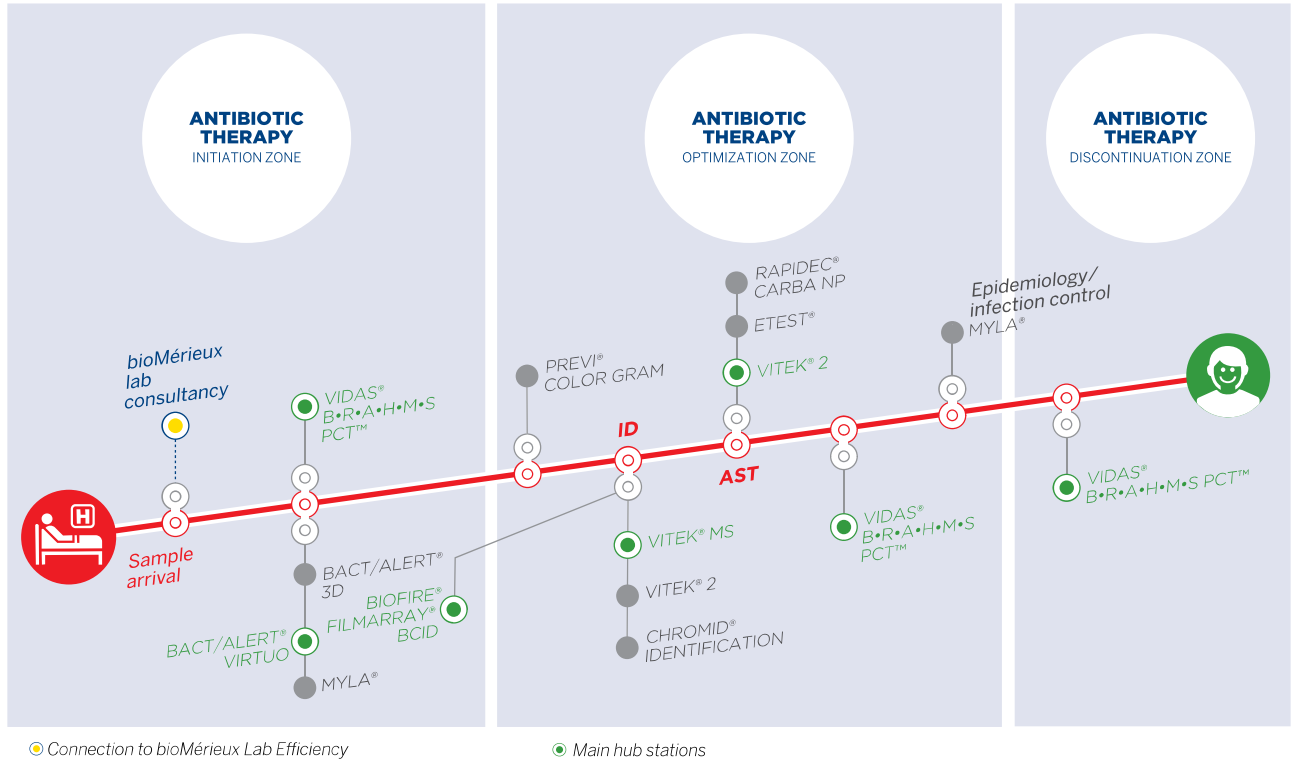 ANTIBIOTIC
THERAPY
INITIATION ZONE
ANTIBIOTIC
THERAPY
OPTIMIZATION ZONE
ANTIBIOTIC
THERAPY
DISCONTINUATION ZONE
bioMérieux
lab
consultancy
Sample
arrival
H
VIDAS®
B•R•A•H•M•S
PCT™
BACT/ALERT®
3D
BACT/ALERT®
VIRTUO
MYLA®
BIOFIRE®
FILMARRAY®
BCID
PREVI®
COLOR GRAM
ID
VITEK® MS
VITEK® 2
CHROMID®
IDENTIFICATION
RAPIDEC®
CARBA NP
ETEST®
VITEK® 2
AST
VIDAS®
B•R•A•H•M•S
PCT™
Epidemiology/
infection control
MYLA®
VIDAS®
B•R•A•H•M•S PCT™
Connection to bioMérieux Lab Efficiency
Main hub stations